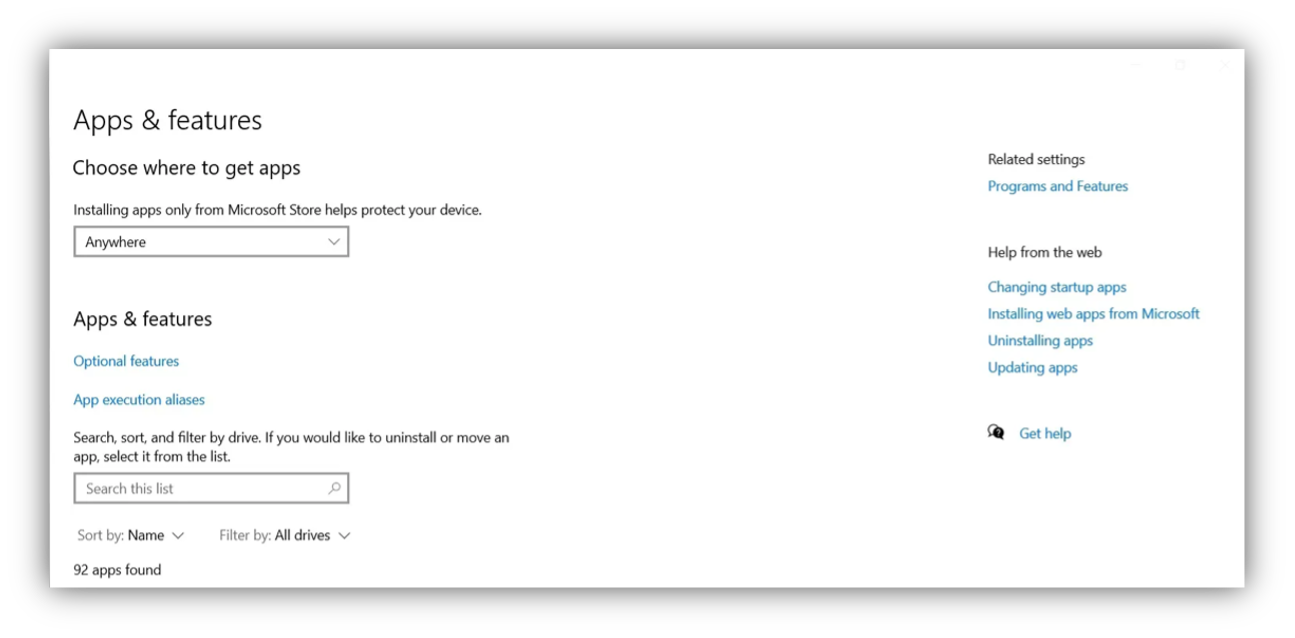 Apps & features
Choose where to get apps
Installing apps only from Microsoft Store helps protect your device.
Anywhere
Apps & features
Optional features
App execution aliases
Search, sort, and filter by drive. If you would like to uninstall or move an
app, select it from the list.
Search this list
Sort by: Name
Filter by: All drives
92 apps found
Related settings
Programs and Features
Help from the web
Changing startup apps
Installing web apps from Microsoft
Uninstalling apps
Updating apps
Get help